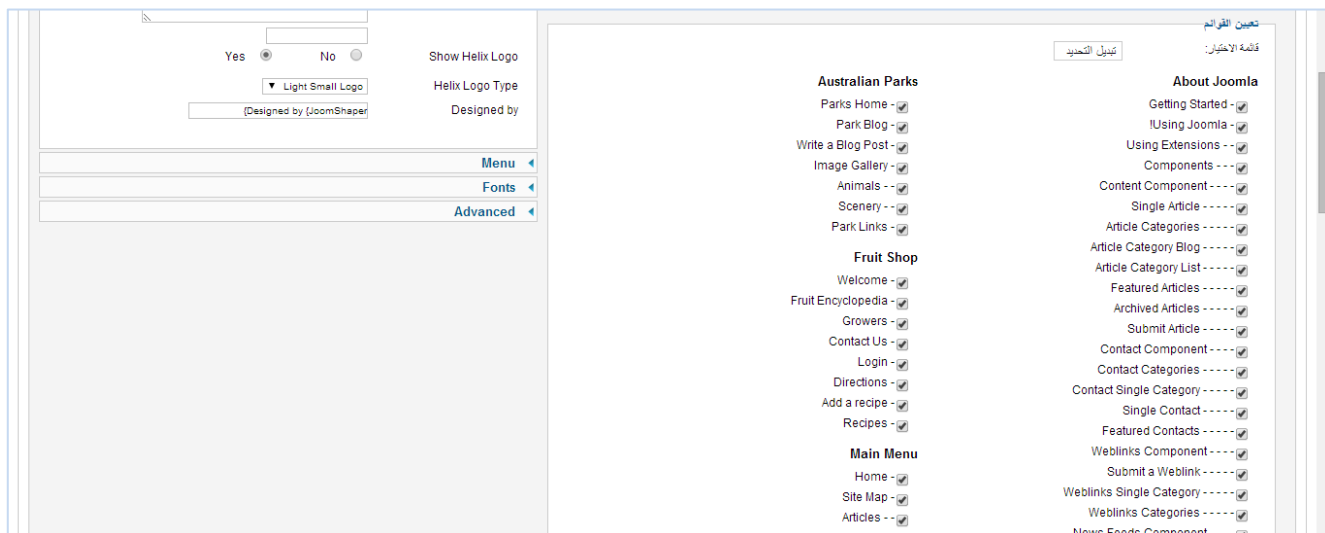 تعيين القوائم
قائمة الاختيار:
تبديل التحديد
About Joomla
Getting Started -
!Using Joomla -
Using Extensions - -
Components - - -
Content Component - - - -
Single Article - - - - -
Article Categories - - - - -
Article Category Blog - - - - -
Article Category List - - - - -
Featured Articles - - - - -
Archived Articles - - - - -
Submit Article - - - - -
Contact Component - - - -
Contact Categories - - - - -
Contact Single Category - - - - -
Single Contact - - - - -
Featured Contacts - - - - -
Weblinks Component - - - -
Submit a Weblink - - - - -
Weblinks Single Category - - - - -
Weblinks Categories - - - - -
News Feeds Component - - - -
Australian Parks
Parks Home -
Park Blog -
Write a Blog Post -
Image Gallery -
Animals - -
Scenery - -
Park Links -
Fruit Shop
Welcome -
Fruit Encyclopedia -
Growers -
Contact Us -
Login -
Directions -
Add a recipe -
Recipes -
Main Menu
Home -
Site Map -
Articles - -
Show Helix Logo
No
Yes
Helix Logo Type
Light Small Logo
Designed by
{Designed by {JoomShaper
Menu
Fonts
Advanced